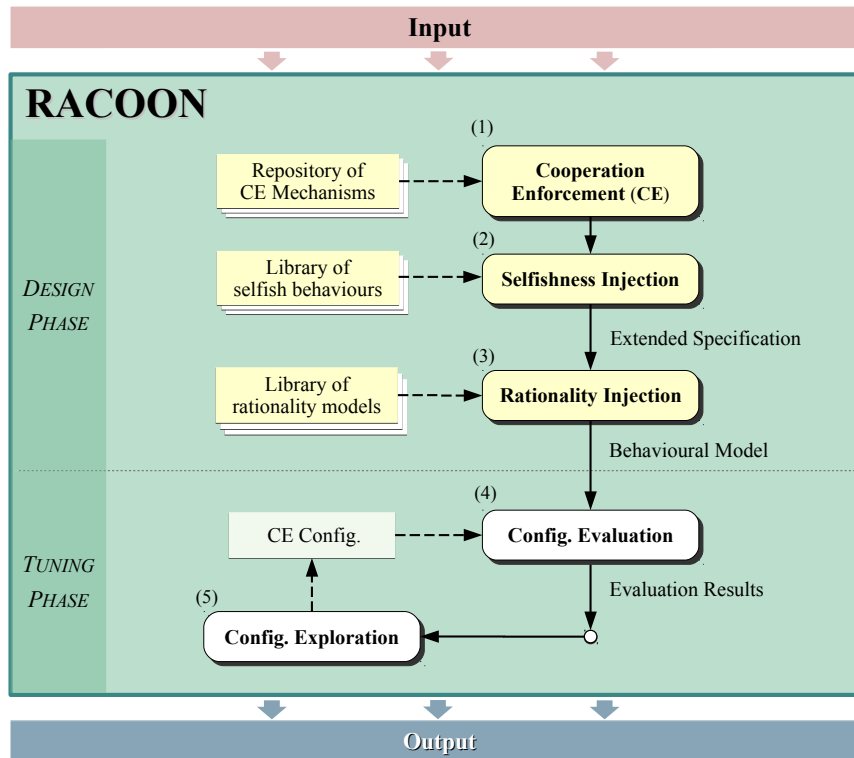 Input
RACOON
(1)
Repository of
CE Mechanisms
Cooperation
Enforcement (CE)
(2)
Library of
selfish behaviours
Selfishness Injection
DESIGN
PHASE
Extended Specification
(3)
Library of
rationality models
Rationality Injection
Behavioural Model
(4)
CE Config.
Config. Evaluation
TUNING
PHASE
Evaluation Results
(5)
Config. Exploration
Output